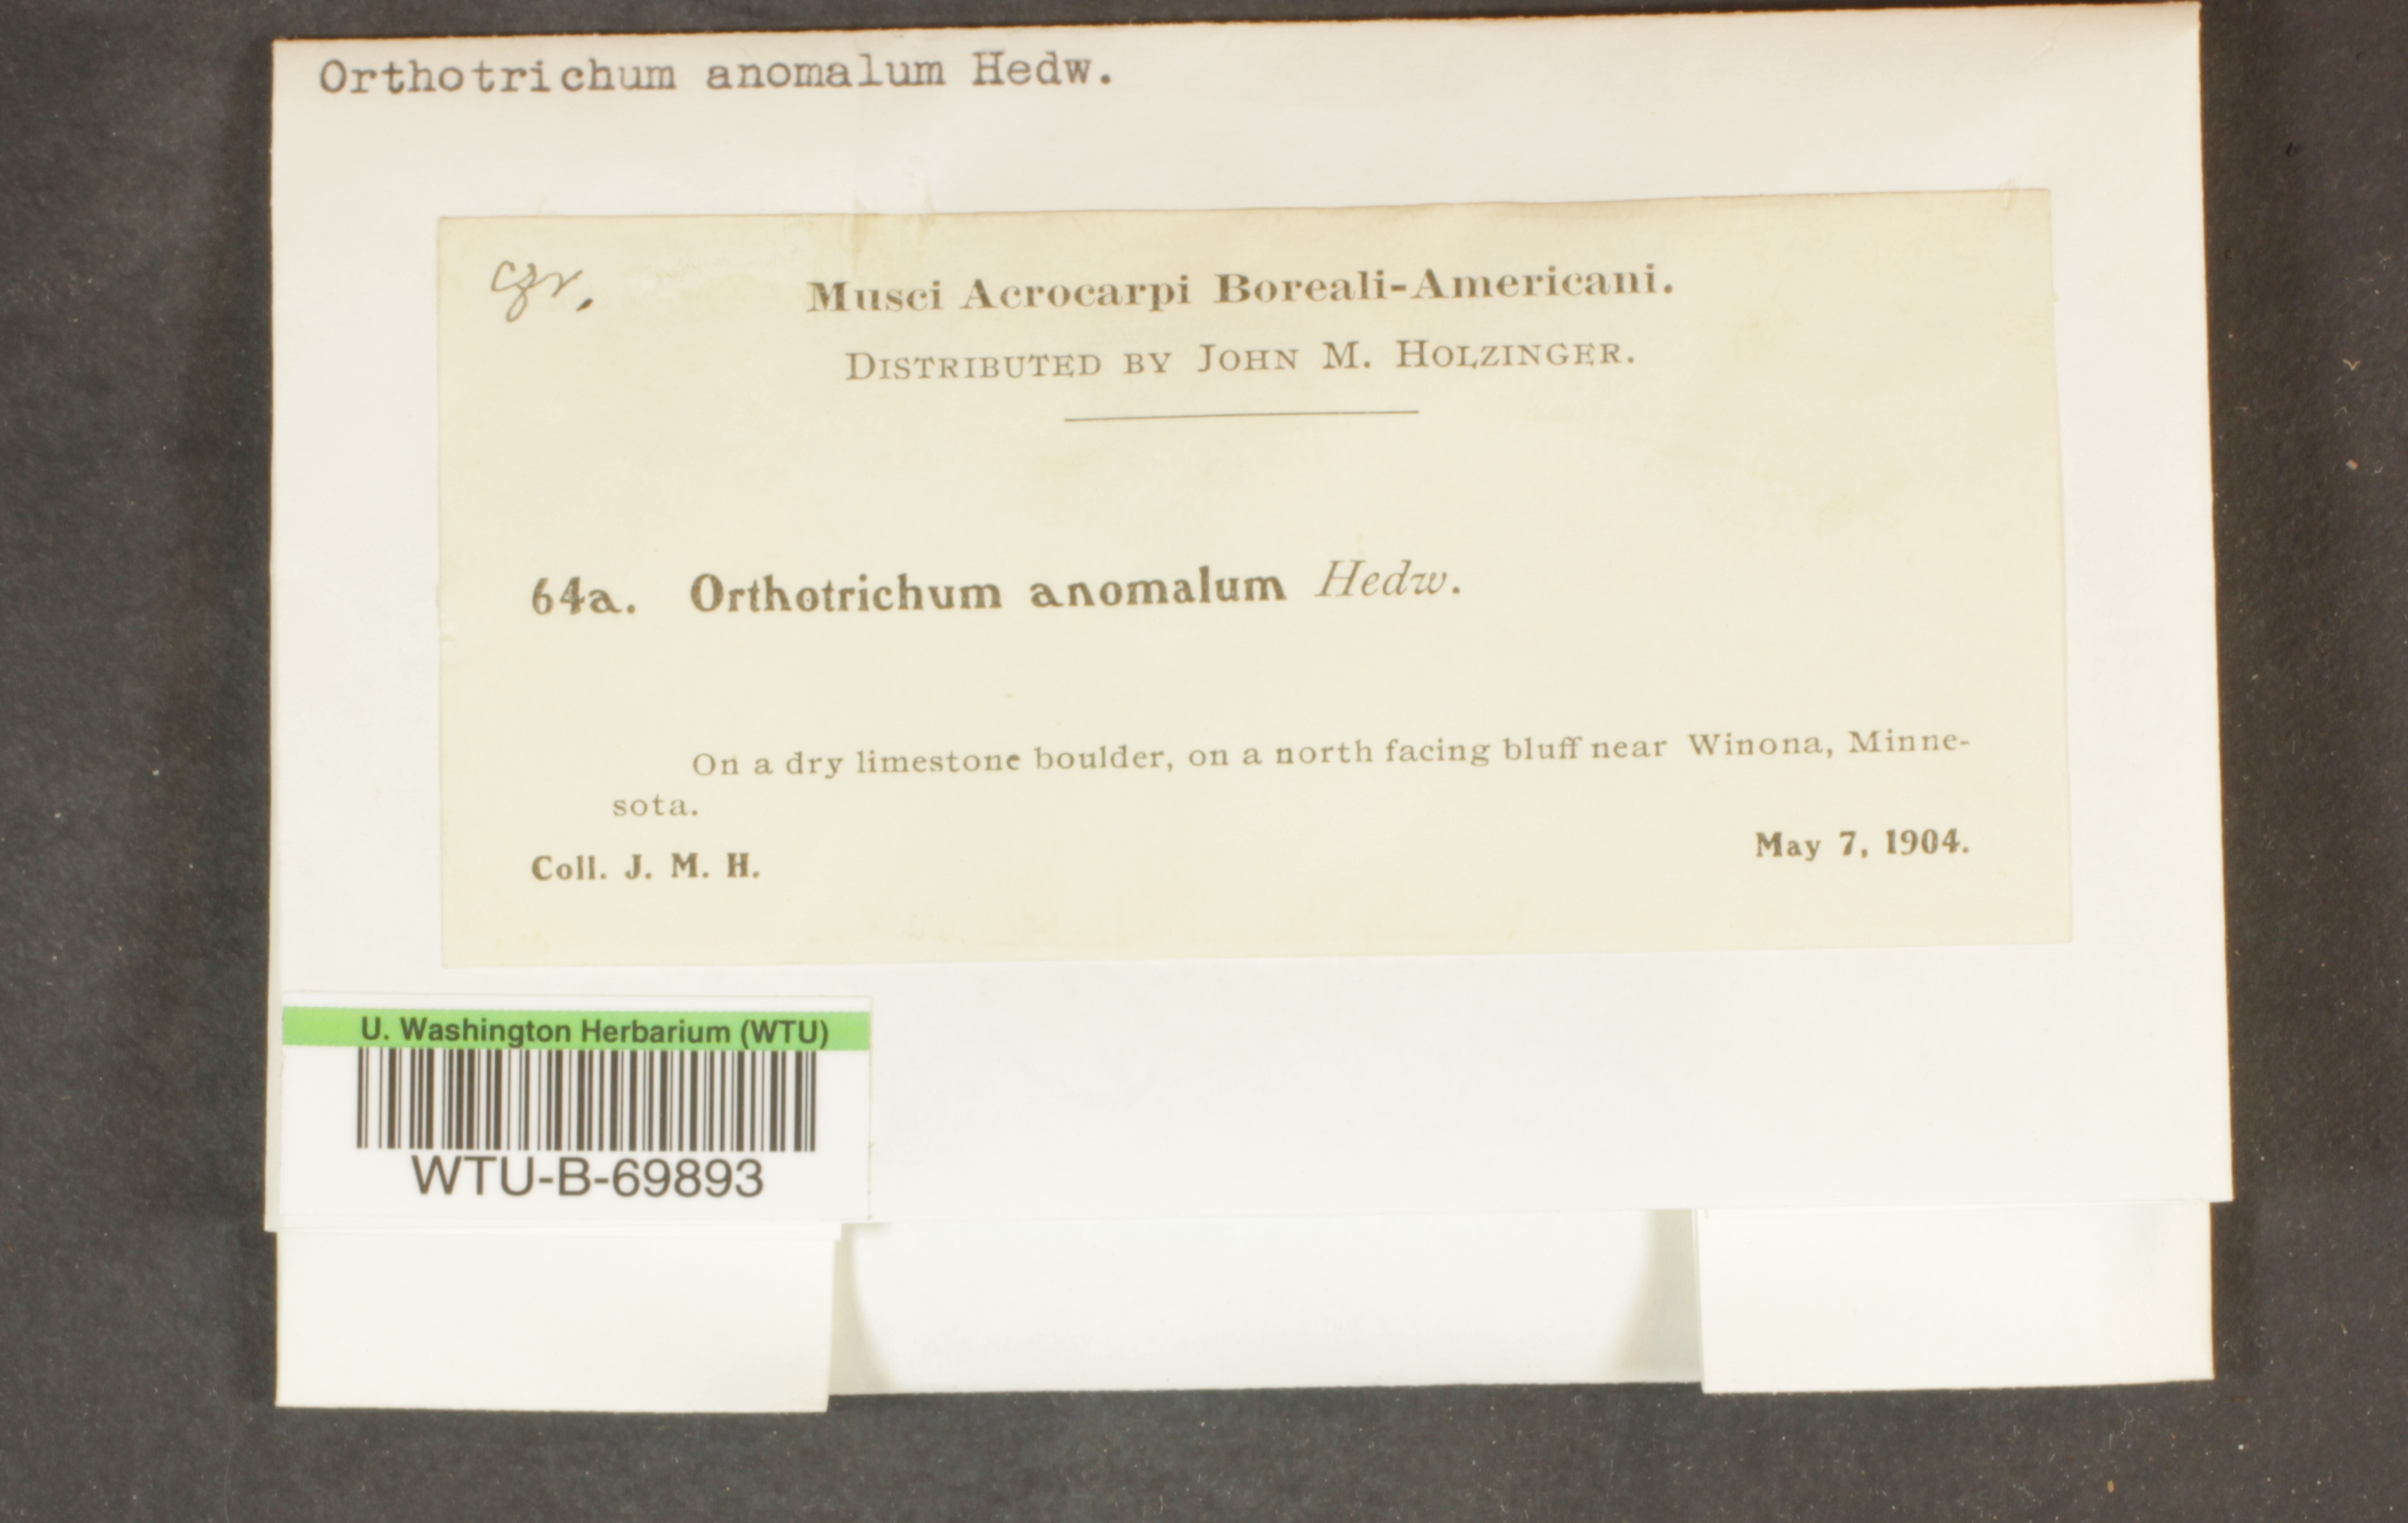 Orthotrichum anomalum Hedw.
Musci Acrocarpi Boreali-Americani.
DISTRIBUTED BY JOHN M. HOLZINGER.
64a. Orthotrichum anomalum Hedw.
On a dry limestone boulder, on a north facing bluff near Winona, Minne-
sota.
May 7, 1904.
Coll. J. M. H.
U. Washington Herbarium (WTU)
WTU-B-69893